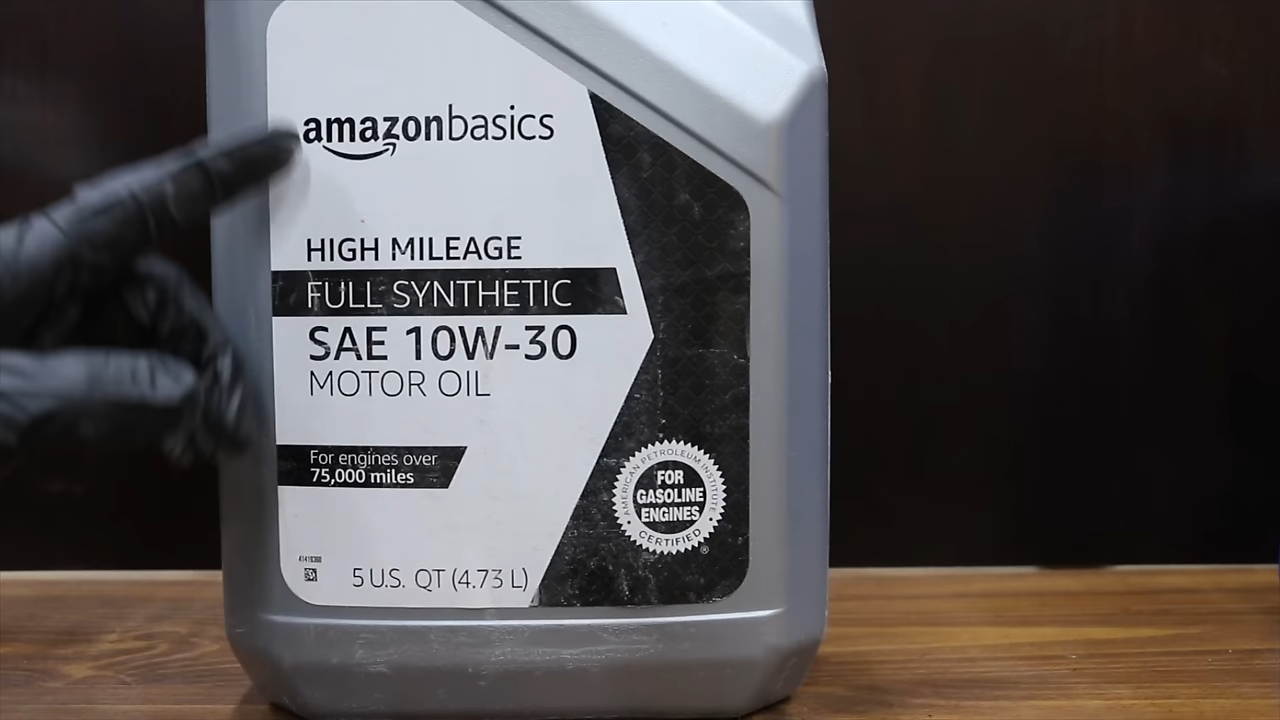 amazonbasics
HIGH MILEAGE
FULL SYNTHETIC
SAE 10W-30
MOTOR OIL
For engines over
75,000 miles
AMERICAN PETROLEUM INSTITUTE
FOR
GASOLINE
ENGINES
CERTIFIED
®
5 U.S. QT (4.73 L)